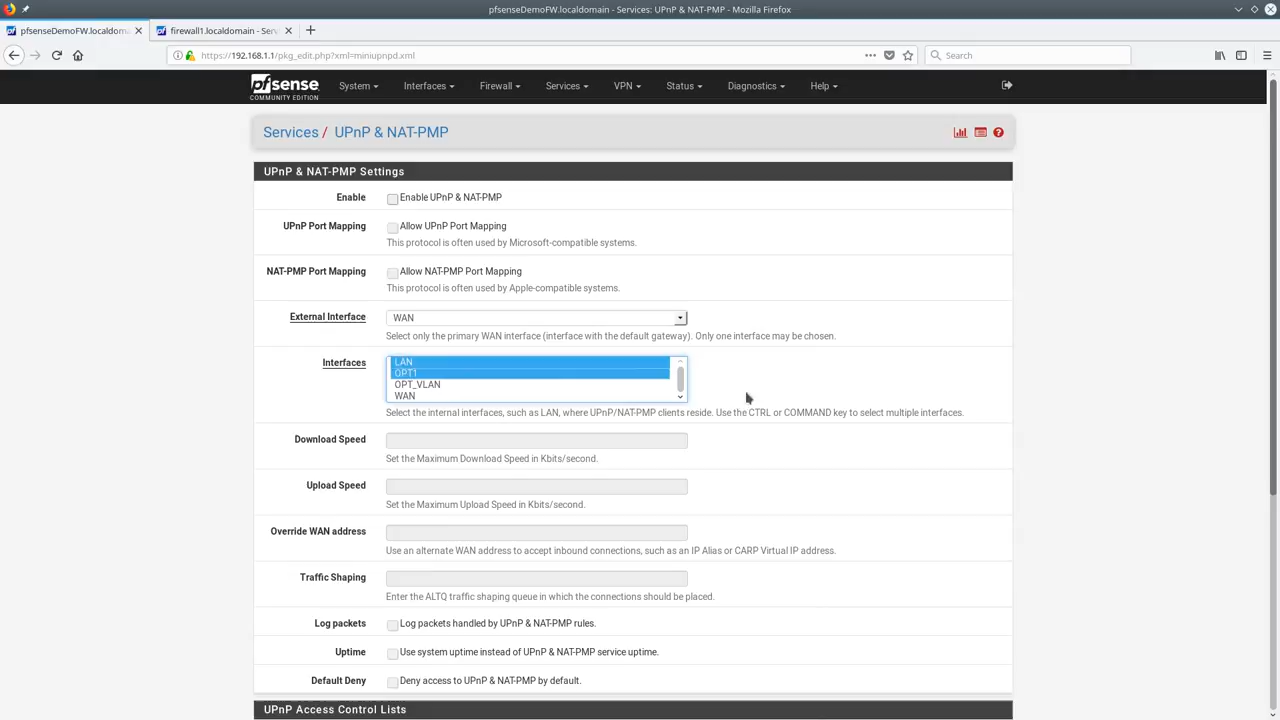 pfsenseDemoFW.localdomain - Services: UPnP & NAT-PMP - Mozilla Firefox
pfsenseDemoFW.localdoma
firewall1.localdomain - Serv
https://192.168.1.1/pkg_edit.php?xml=miniupnpd.xml
Search
pfsense
COMMUNITY EDITION
System
Interfaces
Firewall
Services
VPN
Status
Diagnostics
Help
Services / UPnP & NAT-PMP
UPnP & NAT-PMP Settings
Enable
Enable UPnP & NAT-PMP
UPnP Port Mapping
Allow UPnP Port Mapping
This protocol is often used by Microsoft-compatible systems.
NAT-PMP Port Mapping
Allow NAT-PMP Port Mapping
This protocol is often used by Apple-compatible systems.
External Interface
WAN
Select only the primary WAN interface (interface with the default gateway). Only one interface may be chosen.
Interfaces
LAN
OPT1
OPT_VLAN
WAN
Select the internal interfaces, such as LAN, where UPnP/NAT-PMP clients reside. Use the CTRL or COMMAND key to select multiple interfaces.
Download Speed
Set the Maximum Download Speed in Kbits/second.
Upload Speed
Set the Maximum Upload Speed in Kbits/second.
Override WAN address
Use an alternate WAN address to accept inbound connections, such as an IP Alias or CARP Virtual IP address.
Traffic Shaping
Enter the ALTQ traffic shaping queue in which the connections should be placed.
Log packets
Log packets handled by UPnP & NAT-PMP rules.
Uptime
Use system uptime instead of UPnP & NAT-PMP service uptime.
Default Deny
Deny access to UPnP & NAT-PMP by default.
UPnP Access Control Lists